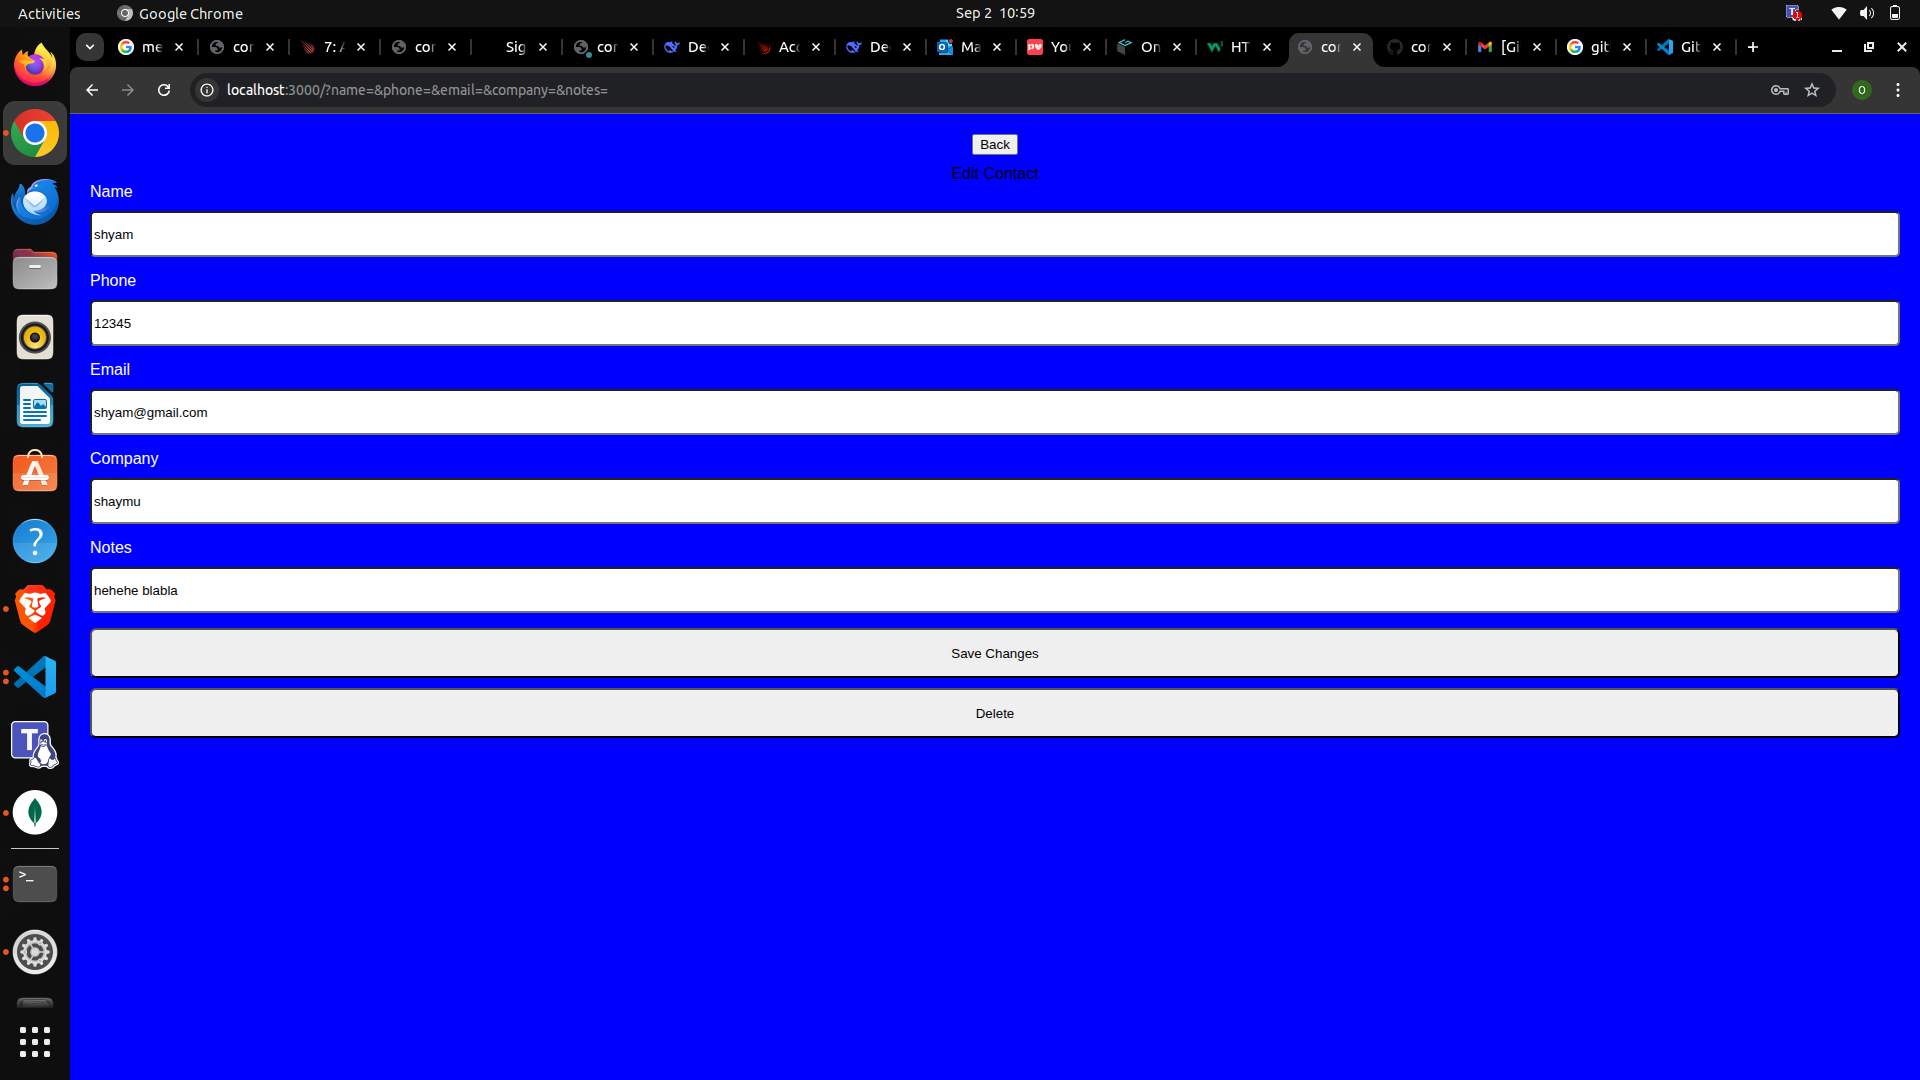 Activities
Google Chrome
Sep 2 10:59
me
cor
7: A
cor
Sig
cor
De
Acc
De
Ma
You
On
HT
cor
cor
[Gi
git
Git
localhost:3000/?name=&phone=&email=&company=&notes=
O
Back
Edit Contact
Name
shyam
Phone
12345
Email
shyam@gmail.com
Company
shaymu
Notes
hehehe blabla
Save Changes
Delete